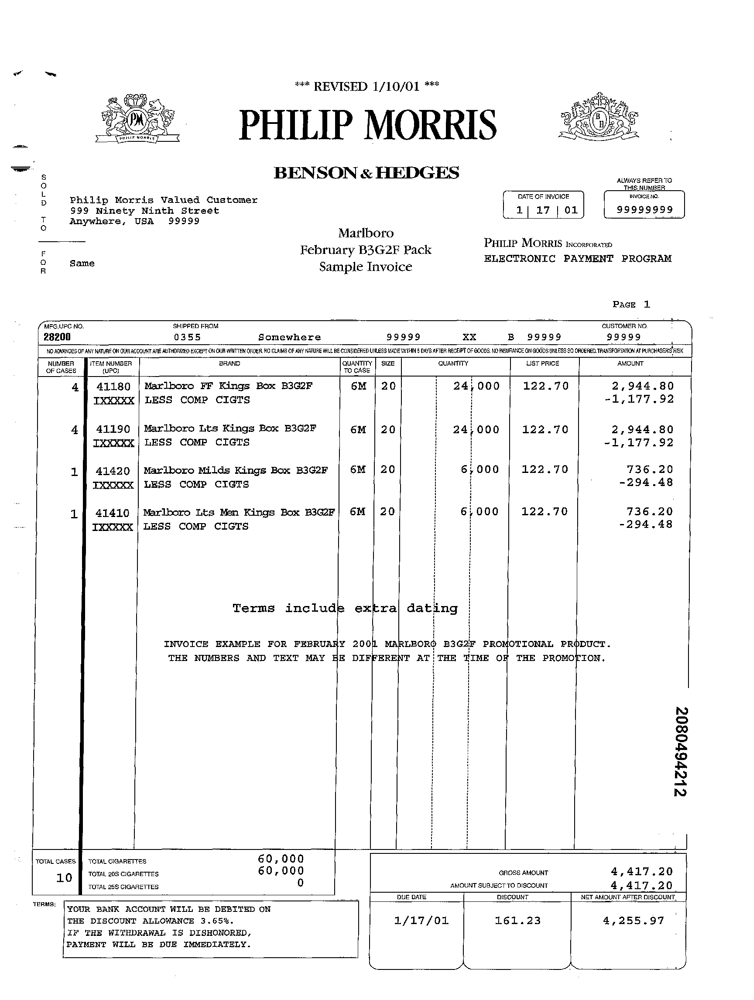 *** REVISED 1/10/01 ***
PM
PHILIP MORRIS
PHILIP MORRIS
B H
BENSON & HEDGES
ALWAYS REFER TO
THIS NUMBER
SOLD TO
Philip Morris Valued Customer
999 Ninety Ninth Street
Anywhere, USA 99999
DATE OF INVOICE
1 | 17 | 01
INVOICE NO.
99999999
Marlboro
February B3G2F Pack
Sample Invoice
PHILIP MORRIS INCORPORATED
ELECTRONIC PAYMENT PROGRAM
FOR
Same
PAGE 1
MFG.UPC NO. SHIPPED FROM CUSTOMER NO.
28200 0355 Somewhere 99999 XX B 99999 99999
NO ADVANCES OF ANY NATURE ON OUR ACCOUNT ARE AUTHORIZED EXCEPT ON OUR WRITTEN ORDER. NO CLAIMS OF ANY NATURE WILL BE CONSIDERED UNLESS MADE WITHIN 5 DAYS AFTER RECEIPT OF GOODS. NO INSURANCE ON GOODS UNLESS SO ORDERED. TRANSPORTATION AT PURCHASERS RISK
NUMBER OF CASES ITEM NUMBER (UPC) BRAND QUANTITY TO CASE SIZE QUANTITY LIST PRICE AMOUNT
4 41180 Marlboro FF Kings Box B3G2F 6M 20 24,000 122.70 2,944.80
IXXXXX LESS COMP CIGTS -1,177.92
4 41190 Marlboro Lts Kings Box B3G2F 6M 20 24,000 122.70 2,944.80
IXXXXX LESS COMP CIGTS -1,177.92
1 41420 Marlboro Milds Kings Box B3G2F 6M 20 6,000 122.70 736.20
IXXXXX LESS COMP CIGTS -294.48
1 41410 Marlboro Lts Men Kings Box B3G2F 6M 20 6,000 122.70 736.20
IXXXXX LESS COMP CIGTS -294.48
Terms include extra dating
INVOICE EXAMPLE FOR FEBRUARY 2001 MARLBORO B3G2F PROMOTIONAL PRODUCT.
THE NUMBERS AND TEXT MAY BE DIFFERENT AT THE TIME OF THE PROMOTION.
2080494212
TOTAL CASES
10
TOTAL CIGARETTES 60,000
TOTAL 20S CIGARETTES 60,000
TOTAL 25S CIGARETTES 0
GROSS AMOUNT 4,417.20
AMOUNT SUBJECT TO DISCOUNT 4,417.20
TERMS:
YOUR BANK ACCOUNT WILL BE DEBITED ON
THE DISCOUNT ALLOWANCE 3.65%.
IF THE WITHDRAWAL IS DISHONORED,
PAYMENT WILL BE DUE IMMEDIATELY.
DUE DATE DISCOUNT NET AMOUNT AFTER DISCOUNT
1/17/01 161.23 4,255.97